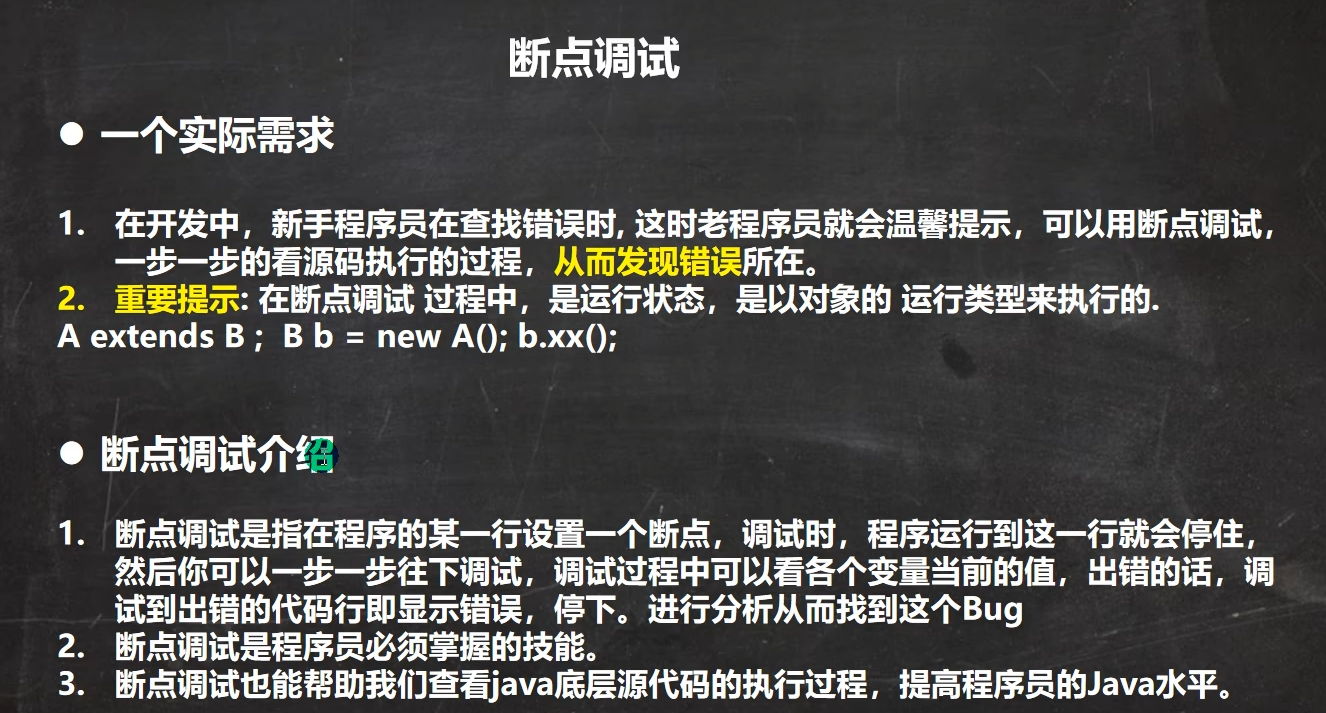 断点调试
● 一个实际需求
1. 在开发中，新手程序员在查找错误时, 这时老程序员就会温馨提示，可以用断点调试，
一步一步的看源码执行的过程，从而发现错误所在。
2. 重要提示: 在断点调试 过程中，是运行状态，是以对象的 运行类型来执行的.
A extends B ; B b = new A(); b.xx();
● 断点调试介绍
1. 断点调试是指在程序的某一行设置一个断点，调试时，程序运行到这一行就会停住，
然后你可以一步一步往下调试，调试过程中可以看各个变量当前的值，出错的话，调
试到出错的代码行即显示错误，停下。进行分析从而找到这个Bug
2. 断点调试是程序员必须掌握的技能。
3. 断点调试也能帮助我们查看java底层源代码的执行过程，提高程序员的Java水平。